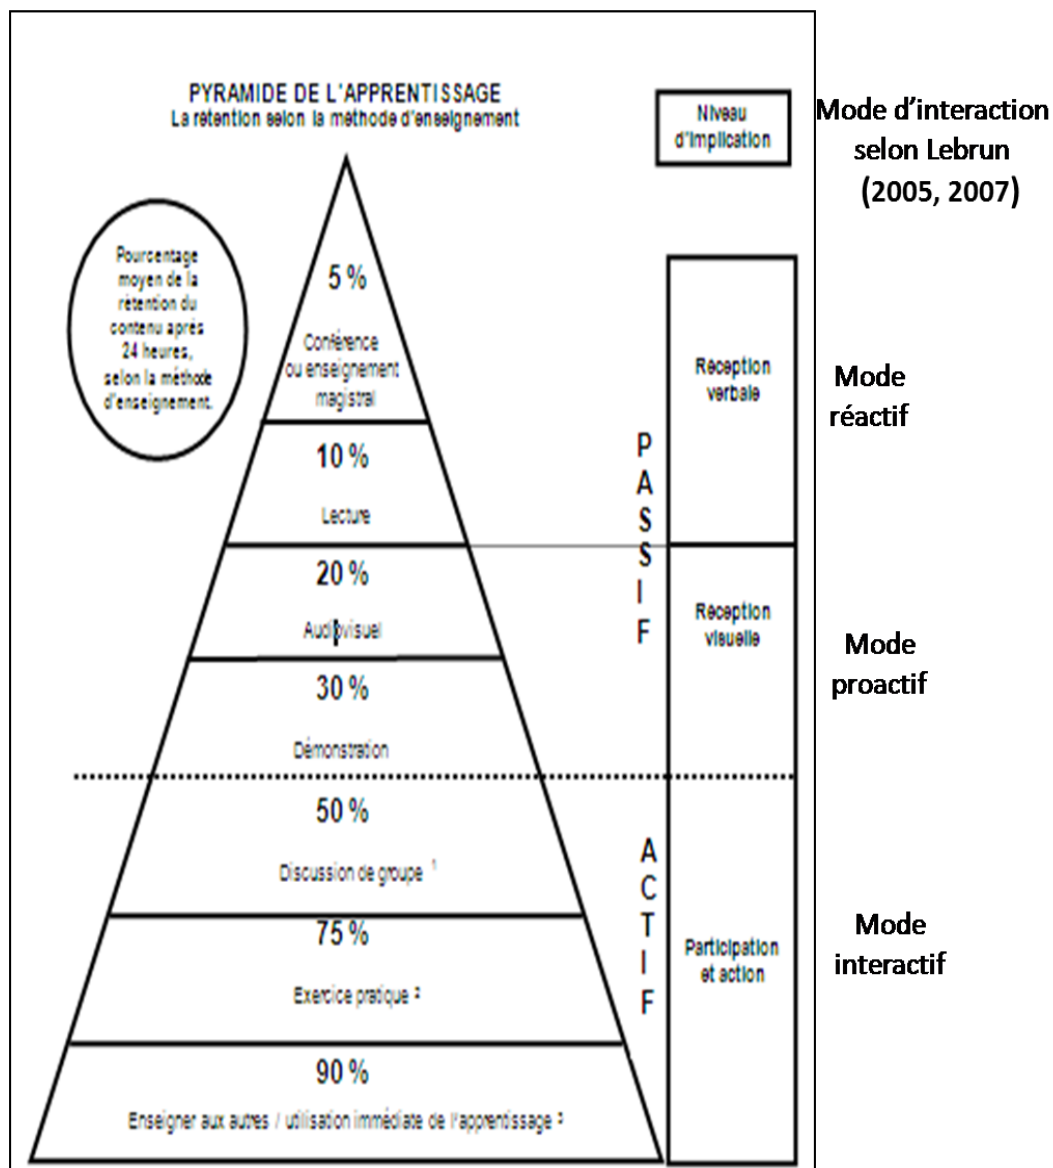 PYRAMIDE DE L'APPRENTISSAGE
La rétention selon la méthode d'enseignement
Niveau
d'implication
Mode d'interaction
selon Lebrun
(2005, 2007)
Pourcentage
moyen de la
rétention du
contenu après
24 heures,
selon la méthode
d'enseignement.
5 %
Conférence
ou enseignement
magistral
10 %
Lecture
20 %
Audiovisuel
30 %
Démonstration
50 %
Discussion de groupe 1
75 %
Exercice pratique 2
90 %
Enseigner aux autres / utilisation immédiate de l'apprentissage 3
PASSIF
ACTIF
Réception
verbale
Réception
visuelle
Participation
et action
Mode
réactif
Mode
proactif
Mode
interactif